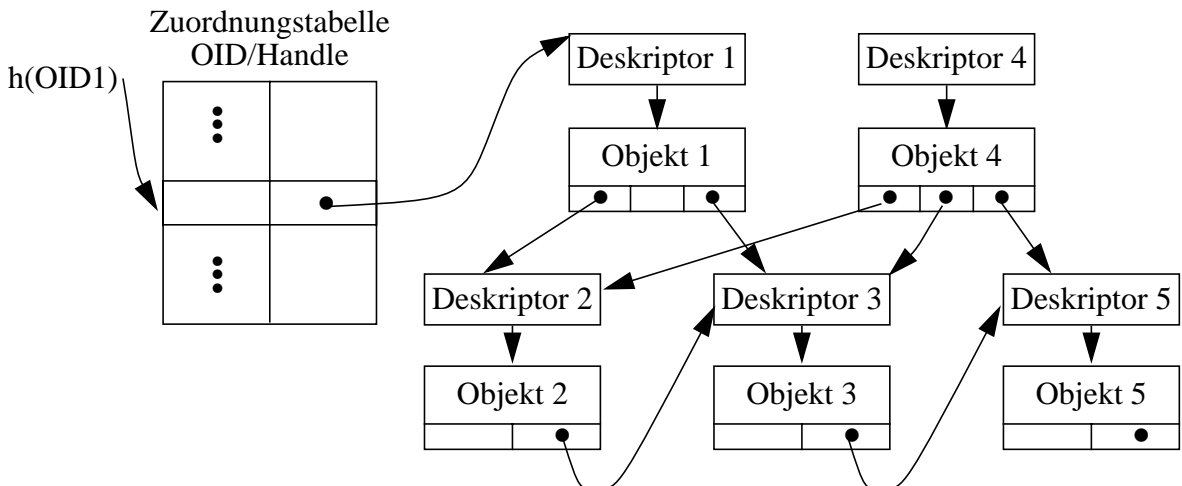 Zuordnungstabelle
OID/Handle
h(OID1)
Deskriptor 1
Deskriptor 4
Objekt 1
Objekt 4
Deskriptor 2
Deskriptor 3
Deskriptor 5
Objekt 2
Objekt 3
Objekt 5